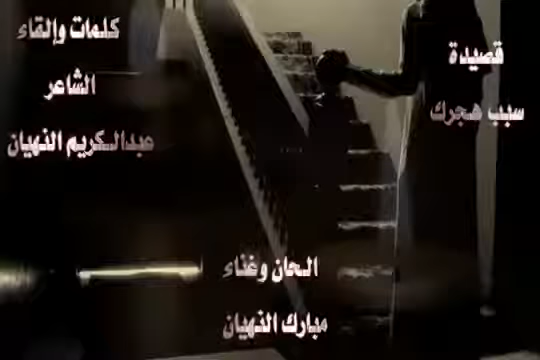 قصيدة
سبب هجرك
كلمات وإلقاء
الشاعر
عبدالكريم النهيان
الحان وغناء
مبارك النهيان